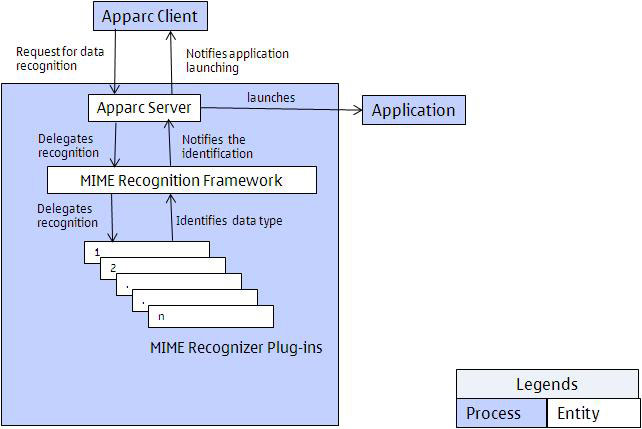 Apparc Client
Request for data
recognition
Notifies application
launching
Apparc Server
launches
Application
Delegates
recognition
Notifies the
identification
MIME Recognition Framework
Delegates
recognition
Identifies data type
1
2
.
.
n
MIME Recognizer Plug-ins
Legends
Process
Entity